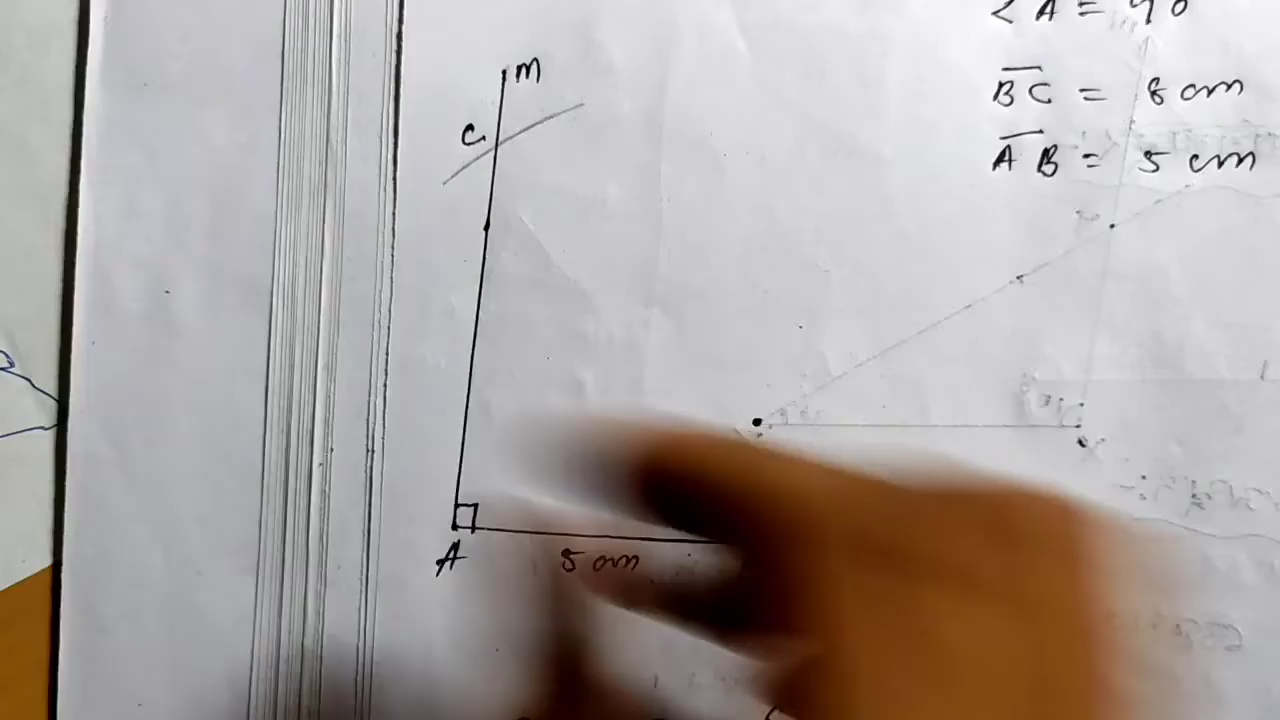 <A = 90
BC = 8 cm
AB = 5 cm
m
C
A
5 cm